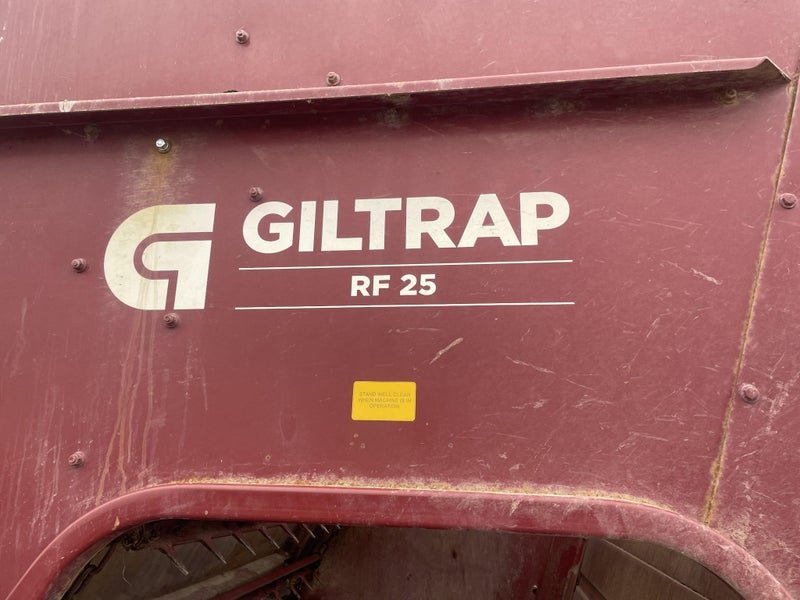 GILTRAP
RF 25
STAND WELL CLEAR
WHEN MACHINE IS IN
OPERATION